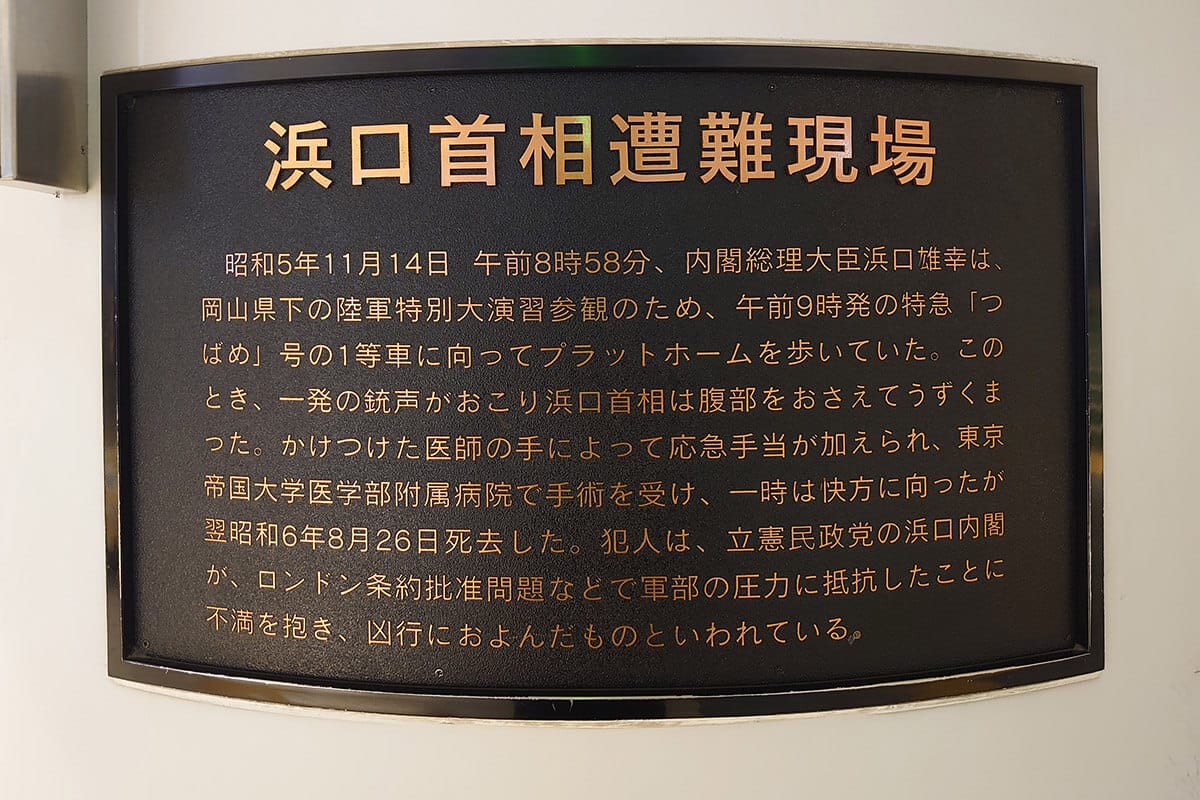 浜口首相遭難現場
昭和5年11月14日 午前8時58分、内閣総理大臣浜口雄幸は、
岡山県下の陸軍特別大演習参観のため、午前9時発の特急「つ
ばめ」号の1等車に向ってプラットホームを歩いていた。この
とき、一発の銃声がおこり浜口首相は腹部をおさえてうずくま
った。かけつけた医師の手によって応急手当が加えられ、東京
帝国大学医学部附属病院で手術を受け、一時は快方に向ったが
翌昭和6年8月26日死去した。犯人は、立憲民政党の浜口内閣
が、ロンドン条約批准問題などで軍部の圧力に抵抗したことに
不満を抱き、凶行におよんだものといわれている。